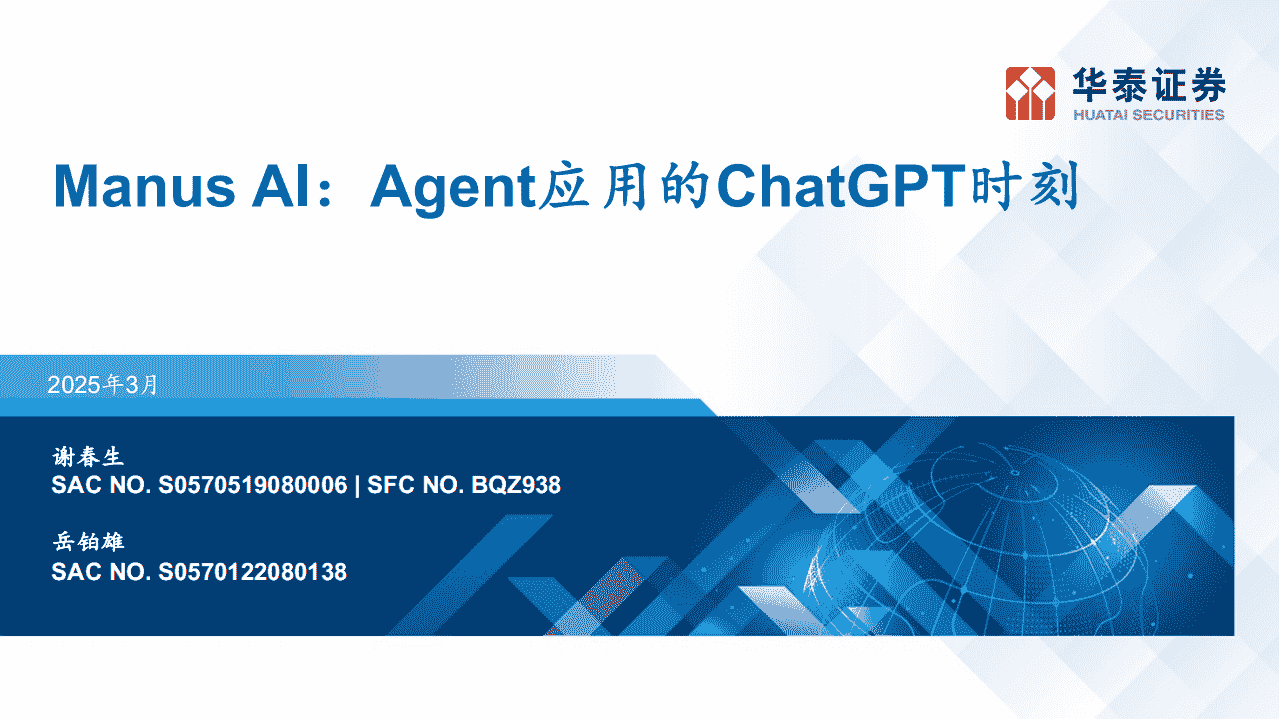 华泰证券
HUATAI SECURITIES
Manus AI：Agent应用的ChatGPT时刻
2025年3月
谢春生
SAC NO. S0570519080006 | SFC NO. BQZ938
岳铂雄
SAC NO. S0570122080138